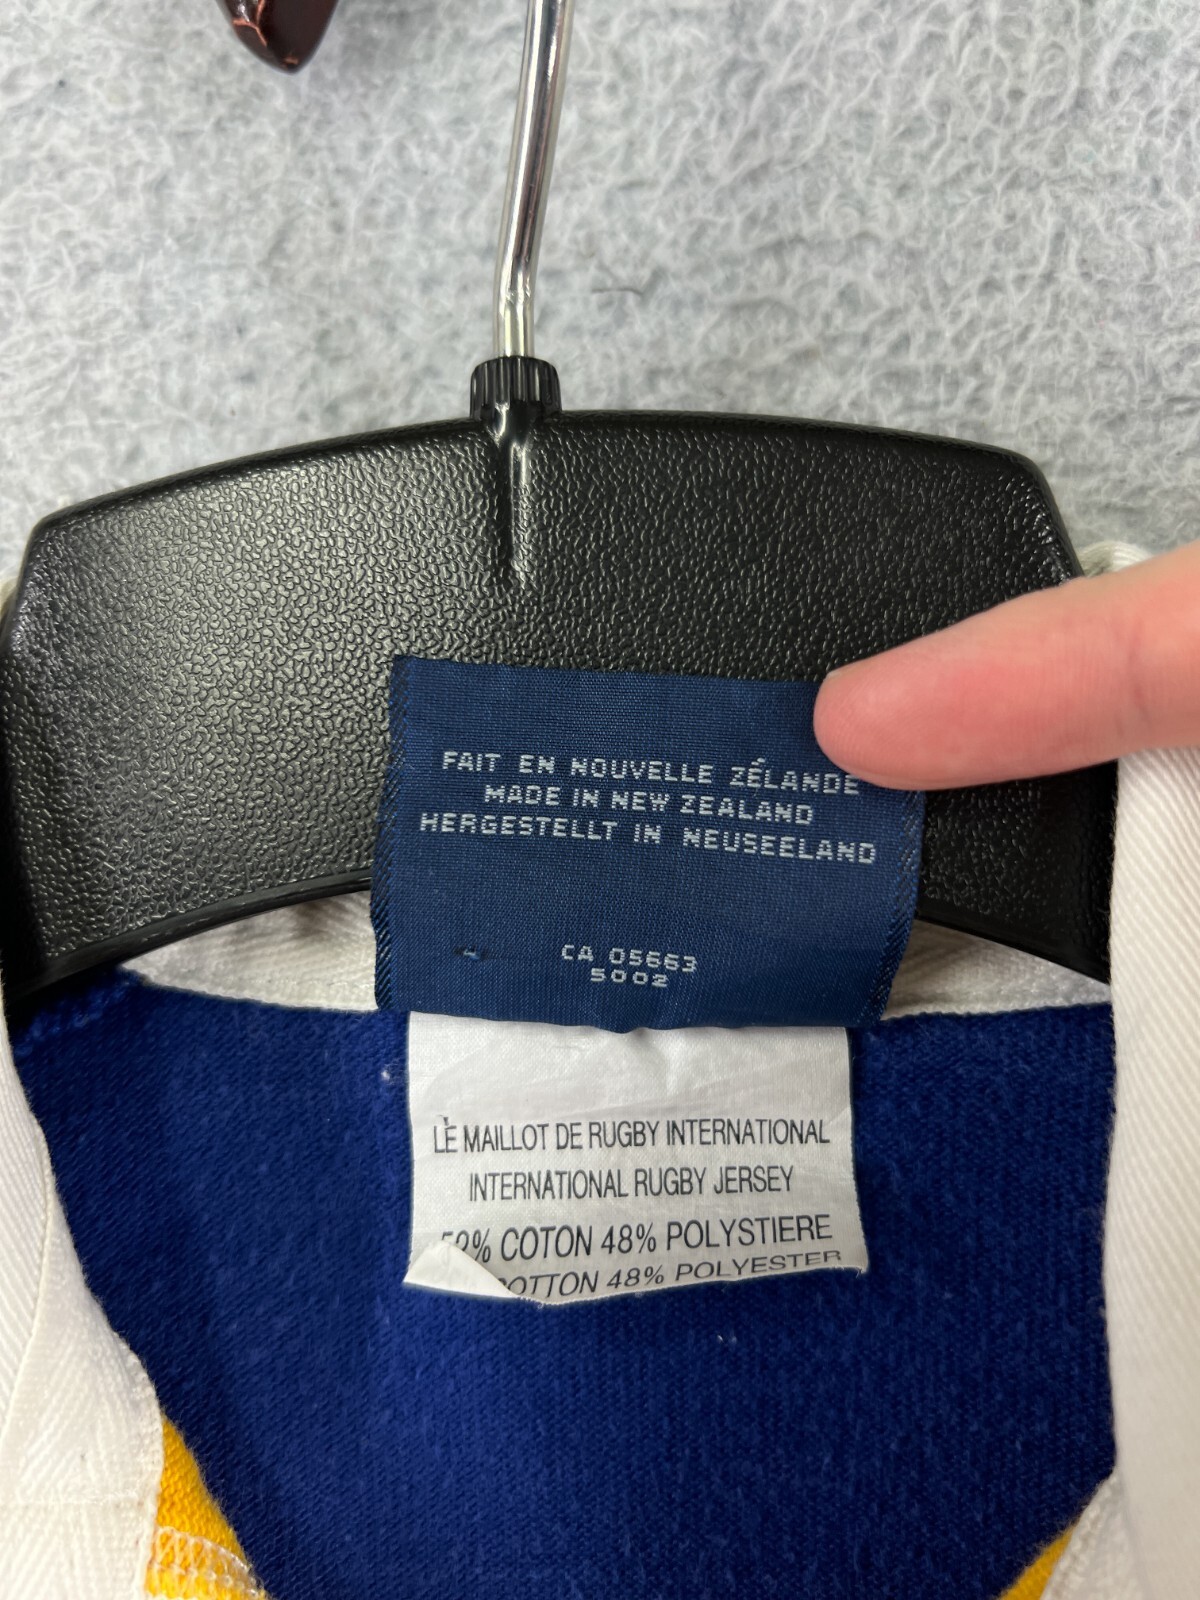 FAIT EN NOUVELLE ZÉLANDE
MADE IN NEW ZEALAND
HERGESTELLT IN NEUSEELAND
CA 05663
5002
LE MAILLOT DE RUGBY INTERNATIONAL
INTERNATIONAL RUGBY JERSEY
COTON 48% POLYSTIERE
48% POLYESTER